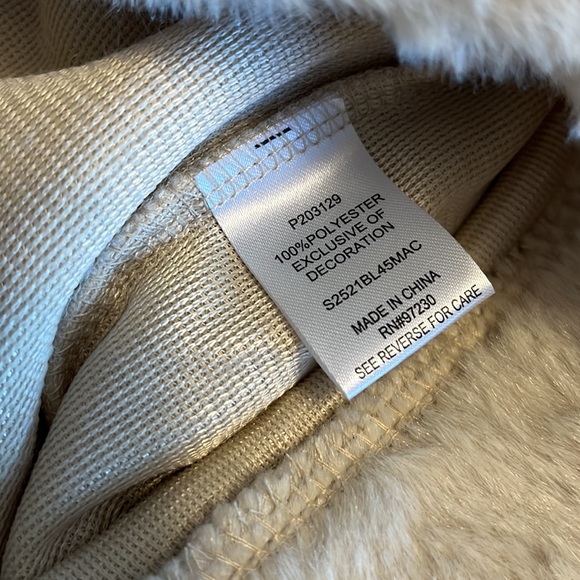 P203129
100%POLYESTER
EXCLUSIVE OF
DECORATION
S2521BL45MAC
MADE IN CHINA
RN#97230
SEE REVERSE FOR CARE